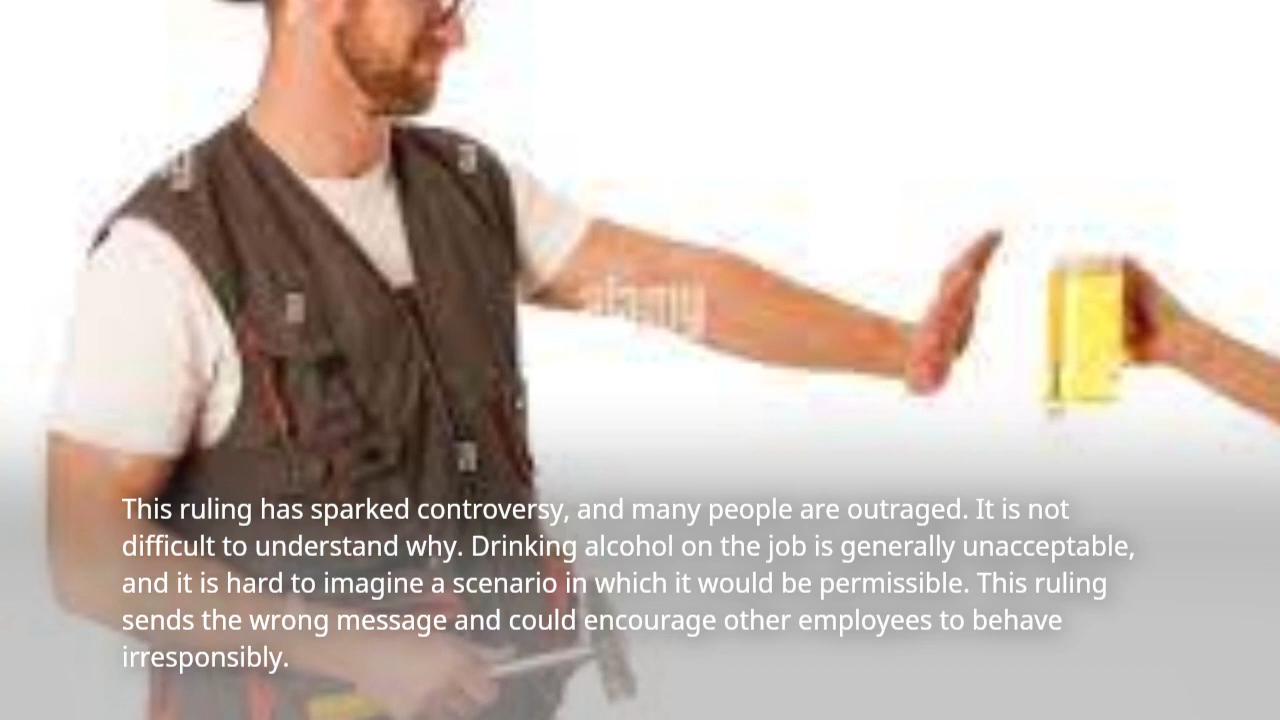 alamy
This ruling has sparked controversy, and many people are outraged. It is not
difficult to understand why. Drinking alcohol on the job is generally unacceptable,
and it is hard to imagine a scenario in which it would be permissible. This ruling
sends the wrong message and could encourage other employees to behave
irresponsibly.